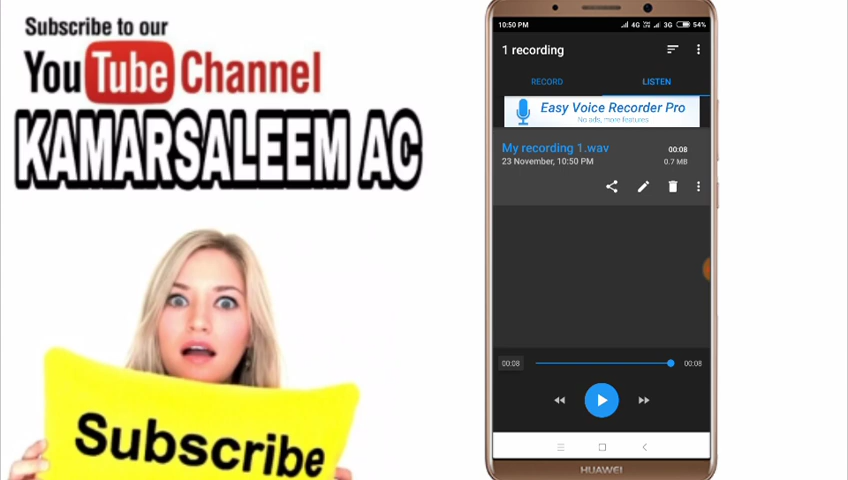 Subscribe to our
YouTube Channel
KAMARSALEEM AC
Subscribe
10:50 PM 4G 3G 54%
1 recording
RECORD LISTEN
Easy Voice Recorder Pro
No ads, more features
My recording 1.wav 00:08
23 November, 10:50 PM 0.7 MB
00:08 00:08
HUAWEI